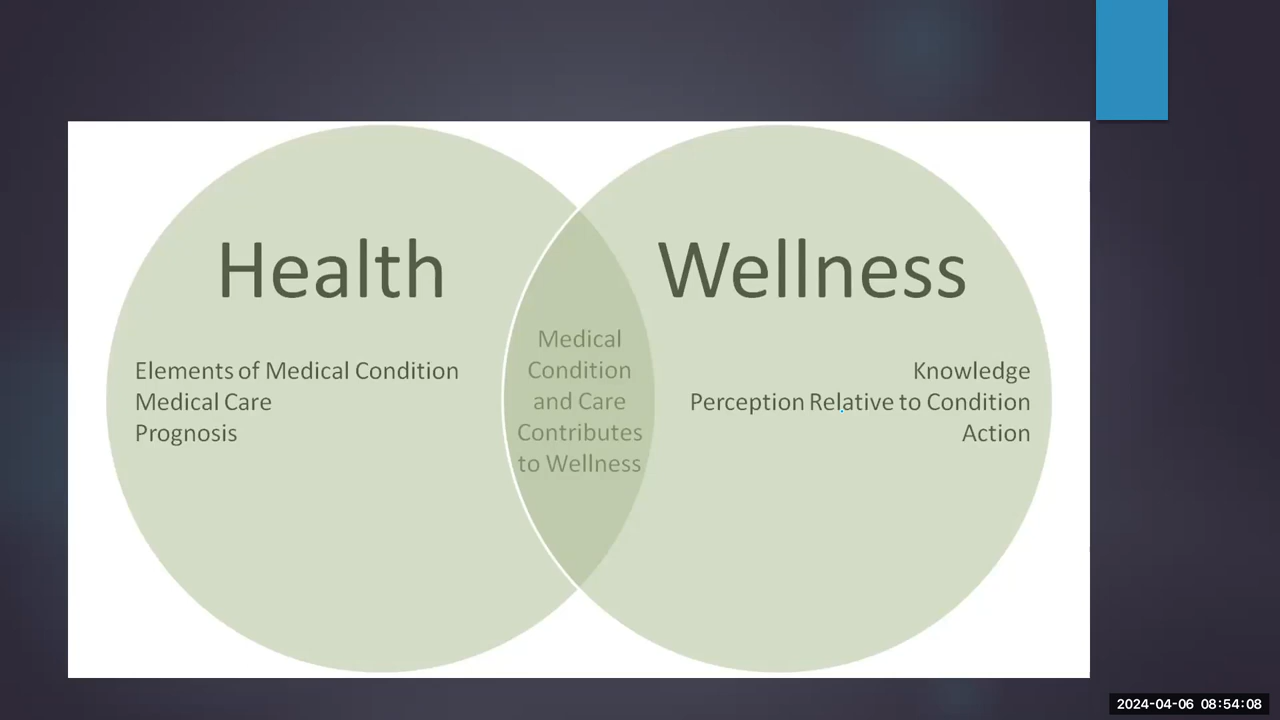 Health
Elements of Medical Condition
Medical Care
Prognosis
Medical
Condition
and Care
Contributes
to Wellness
Wellness
Knowledge
Perception Relative to Condition
Action
2024-04-06 08:54:08